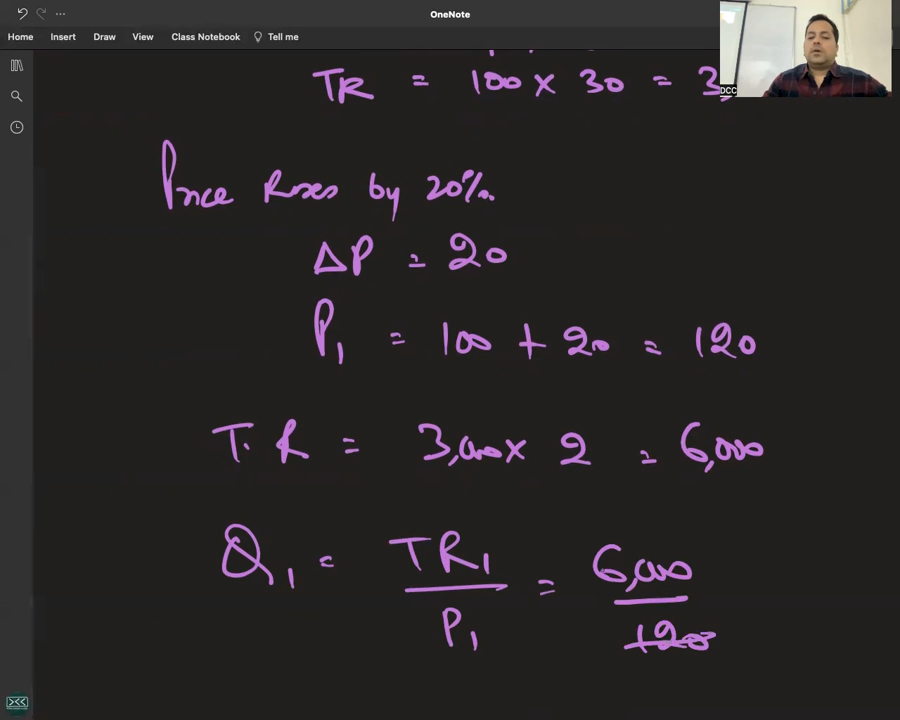 OneNote
Home Insert Draw View Class Notebook Tell me
TR = 100 x 30 = 3
DCC
Price Rises by 20%
ΔP = 20
P1 = 100 + 20 = 120
T.R = 3,000 x 2 = 6,000
Q1 = TR1 / P1 = 6,000 / 120